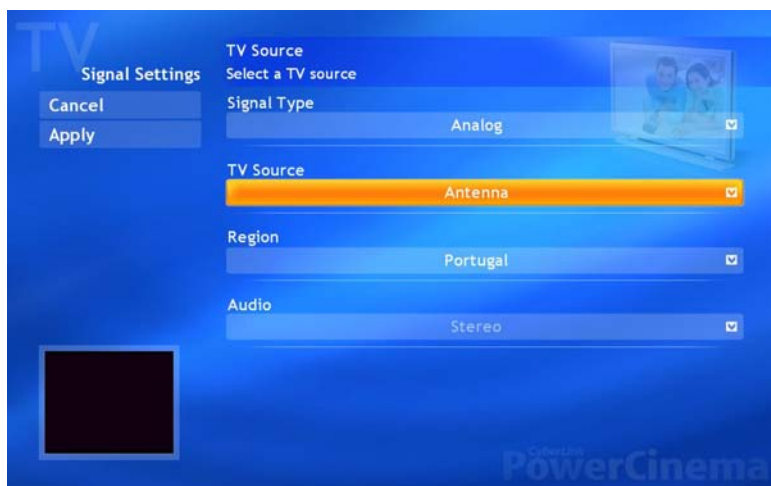 TV
Signal Settings
Cancel
Apply
TV Source
Select a TV source
Signal Type
Analog
TV Source
Antenna
Region
Portugal
Audio
Stereo
CyberLink
PowerCinema